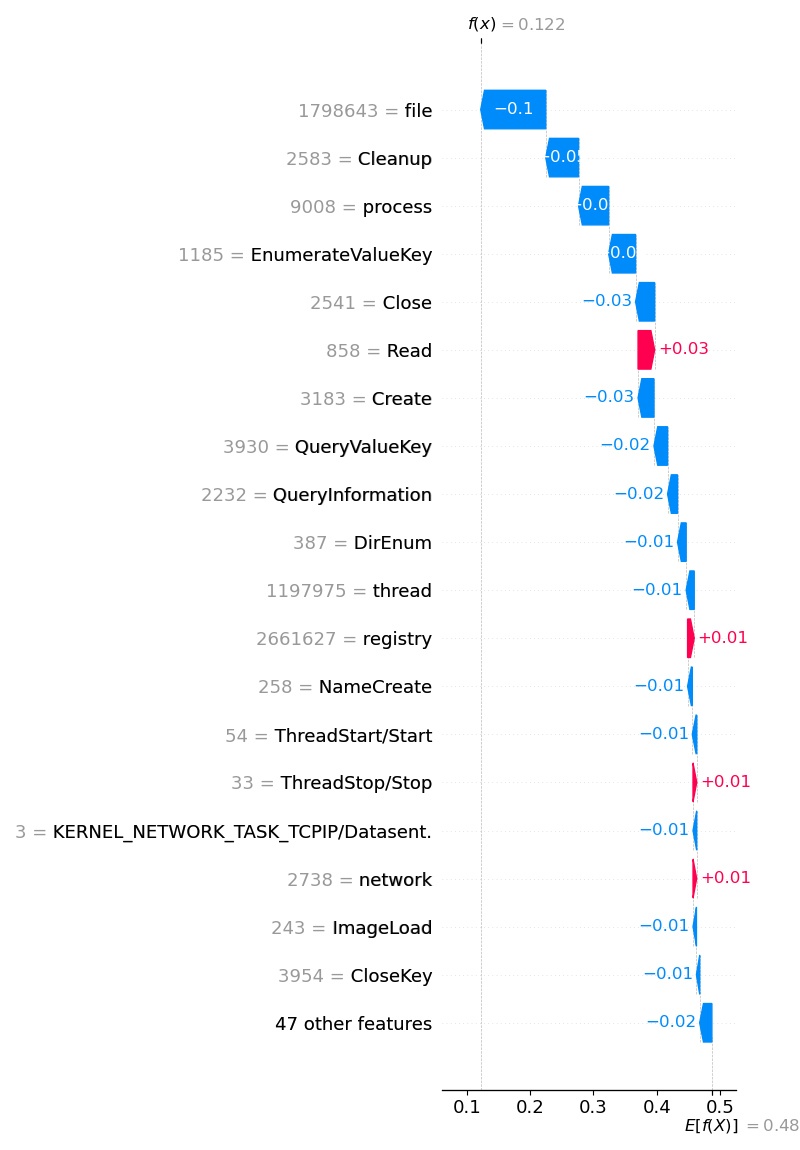 f(x) = 0.122
1798643 = file
−0.1
2583 = Cleanup
9008 = process
1185 = EnumerateValueKey
2541 = Close
−0.03
858 = Read
+0.03
3183 = Create
−0.03
3930 = QueryValueKey
−0.02
2232 = QueryInformation
−0.02
387 = DirEnum
−0.01
1197975 = thread
−0.01
2661627 = registry
+0.01
258 = NameCreate
−0.01
54 = ThreadStart/Start
−0.01
33 = ThreadStop/Stop
+0.01
3 = KERNEL_NETWORK_TASK_TCPIP/Datasent.
−0.01
2738 = network
+0.01
243 = ImageLoad
−0.01
3954 = CloseKey
−0.01
47 other features
−0.02
0.1 0.2 0.3 0.4 0.5
E[f(X)] = 0.48